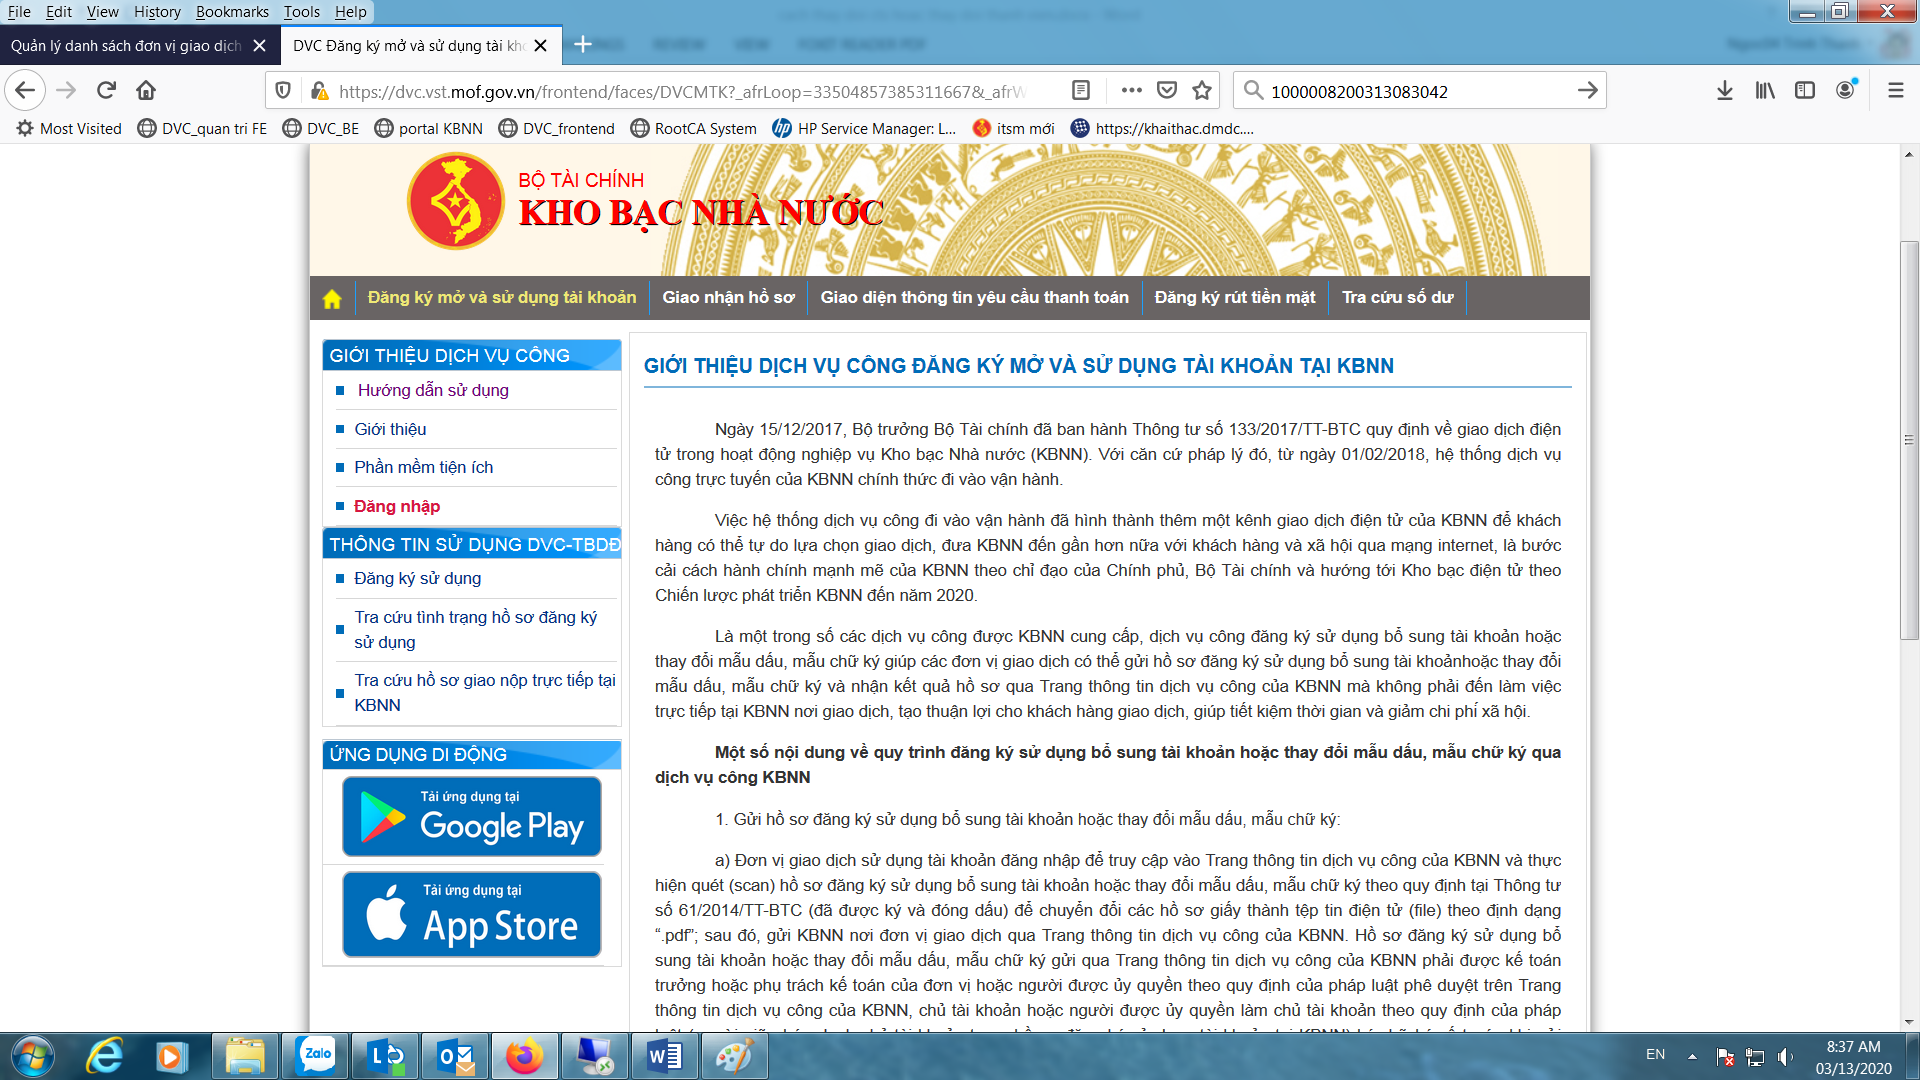 File Edit View History Bookmarks Tools Help
Quản lý danh sách đơn vị giao dịch
DVC Đăng ký mở và sử dụng tài kho
https://dvc.vst.mof.gov.vn/frontend/faces/DVCMTK?_afrLoop=33504857385311667&_afrW
1000008200313083042
Most Visited DVC_quan tri FE DVC_BE portal KBNN DVC_frontend RootCA System HP Service Manager: L... itsm mới https://khaithac.dmdc....
BỘ TÀI CHÍNH
KHO BẠC NHÀ NƯỚC
Đăng ký mở và sử dụng tài khoản Giao nhận hồ sơ Giao diện thông tin yêu cầu thanh toán Đăng ký rút tiền mặt Tra cứu số dư
GIỚI THIỆU DỊCH VỤ CÔNG
Hướng dẫn sử dụng
Giới thiệu
Phần mềm tiện ích
Đăng nhập
THÔNG TIN SỬ DỤNG DVC-TBDĐ
Đăng ký sử dụng
Tra cứu tình trạng hồ sơ đăng ký
sử dụng
Tra cứu hồ sơ giao nộp trực tiếp tại
KBNN
ỨNG DỤNG DI ĐỘNG
Tải ứng dụng tại
Google Play
Tải ứng dụng tại
App Store
GIỚI THIỆU DỊCH VỤ CÔNG ĐĂNG KÝ MỞ VÀ SỬ DỤNG TÀI KHOẢN TẠI KBNN
Ngày 15/12/2017, Bộ trưởng Bộ Tài chính đã ban hành Thông tư số 133/2017/TT-BTC quy định về giao dịch điện
tử trong hoạt động nghiệp vụ Kho bạc Nhà nước (KBNN). Với căn cứ pháp lý đó, từ ngày 01/02/2018, hệ thống dịch vụ
công trực tuyến của KBNN chính thức đi vào vận hành.
Việc hệ thống dịch vụ công đi vào vận hành đã hình thành thêm một kênh giao dịch điện tử của KBNN để khách
hàng có thể tự do lựa chọn giao dịch, đưa KBNN đến gần hơn nữa với khách hàng và xã hội qua mạng internet, là bước
cải cách hành chính mạnh mẽ của KBNN theo chỉ đạo của Chính phủ, Bộ Tài chính và hướng tới Kho bạc điện tử theo
Chiến lược phát triển KBNN đến năm 2020.
Là một trong số các dịch vụ công được KBNN cung cấp, dịch vụ công đăng ký sử dụng bổ sung tài khoản hoặc
thay đổi mẫu dấu, mẫu chữ ký giúp các đơn vị giao dịch có thể gửi hồ sơ đăng ký sử dụng bổ sung tài khoảnhoặc thay đổi
mẫu dấu, mẫu chữ ký và nhận kết quả hồ sơ qua Trang thông tin dịch vụ công của KBNN mà không phải đến làm việc
trực tiếp tại KBNN nơi giao dịch, tạo thuận lợi cho khách hàng giao dịch, giúp tiết kiệm thời gian và giảm chi phí xã hội.
Một số nội dung về quy trình đăng ký sử dụng bổ sung tài khoản hoặc thay đổi mẫu dấu, mẫu chữ ký qua
dịch vụ công KBNN
1. Gửi hồ sơ đăng ký sử dụng bổ sung tài khoản hoặc thay đổi mẫu dấu, mẫu chữ ký:
a) Đơn vị giao dịch sử dụng tài khoản đăng nhập để truy cập vào Trang thông tin dịch vụ công của KBNN và thực
hiện quét (scan) hồ sơ đăng ký sử dụng bổ sung tài khoản hoặc thay đổi mẫu dấu, mẫu chữ ký theo quy định tại Thông tư
số 61/2014/TT-BTC (đã được ký và đóng dấu) để chuyển đổi các hồ sơ giấy thành tệp tin điện tử (file) theo định dạng
“.pdf”; sau đó, gửi KBNN nơi đơn vị giao dịch qua Trang thông tin dịch vụ công của KBNN. Hồ sơ đăng ký sử dụng bổ
sung tài khoản hoặc thay đổi mẫu dấu, mẫu chữ ký gửi qua Trang thông tin dịch vụ công của KBNN phải được kế toán
trưởng hoặc phụ trách kế toán của đơn vị hoặc người được ủy quyền theo quy định của pháp luật phê duyệt trên Trang
thông tin dịch vụ công của KBNN, chủ tài khoản hoặc người được ủy quyền làm chủ tài khoản theo quy định của pháp
Zalo
EN
8:37 AM
03/13/2020